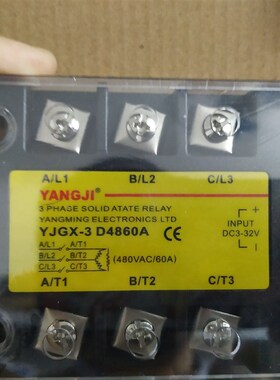 A/L1 B/L2 C/L3
YANGJI
3 PHAGE SOLID ATATE RELAY
YANGMING ELECTRONICS LTD
YJGX-3 D4860A CE
A/L1 A/T1
B/L2 B/T2
C/L3 C/T3
(480VAC/60A)
+
INPUT
DC3-32V
-
A/T1 B/T2 C/T3